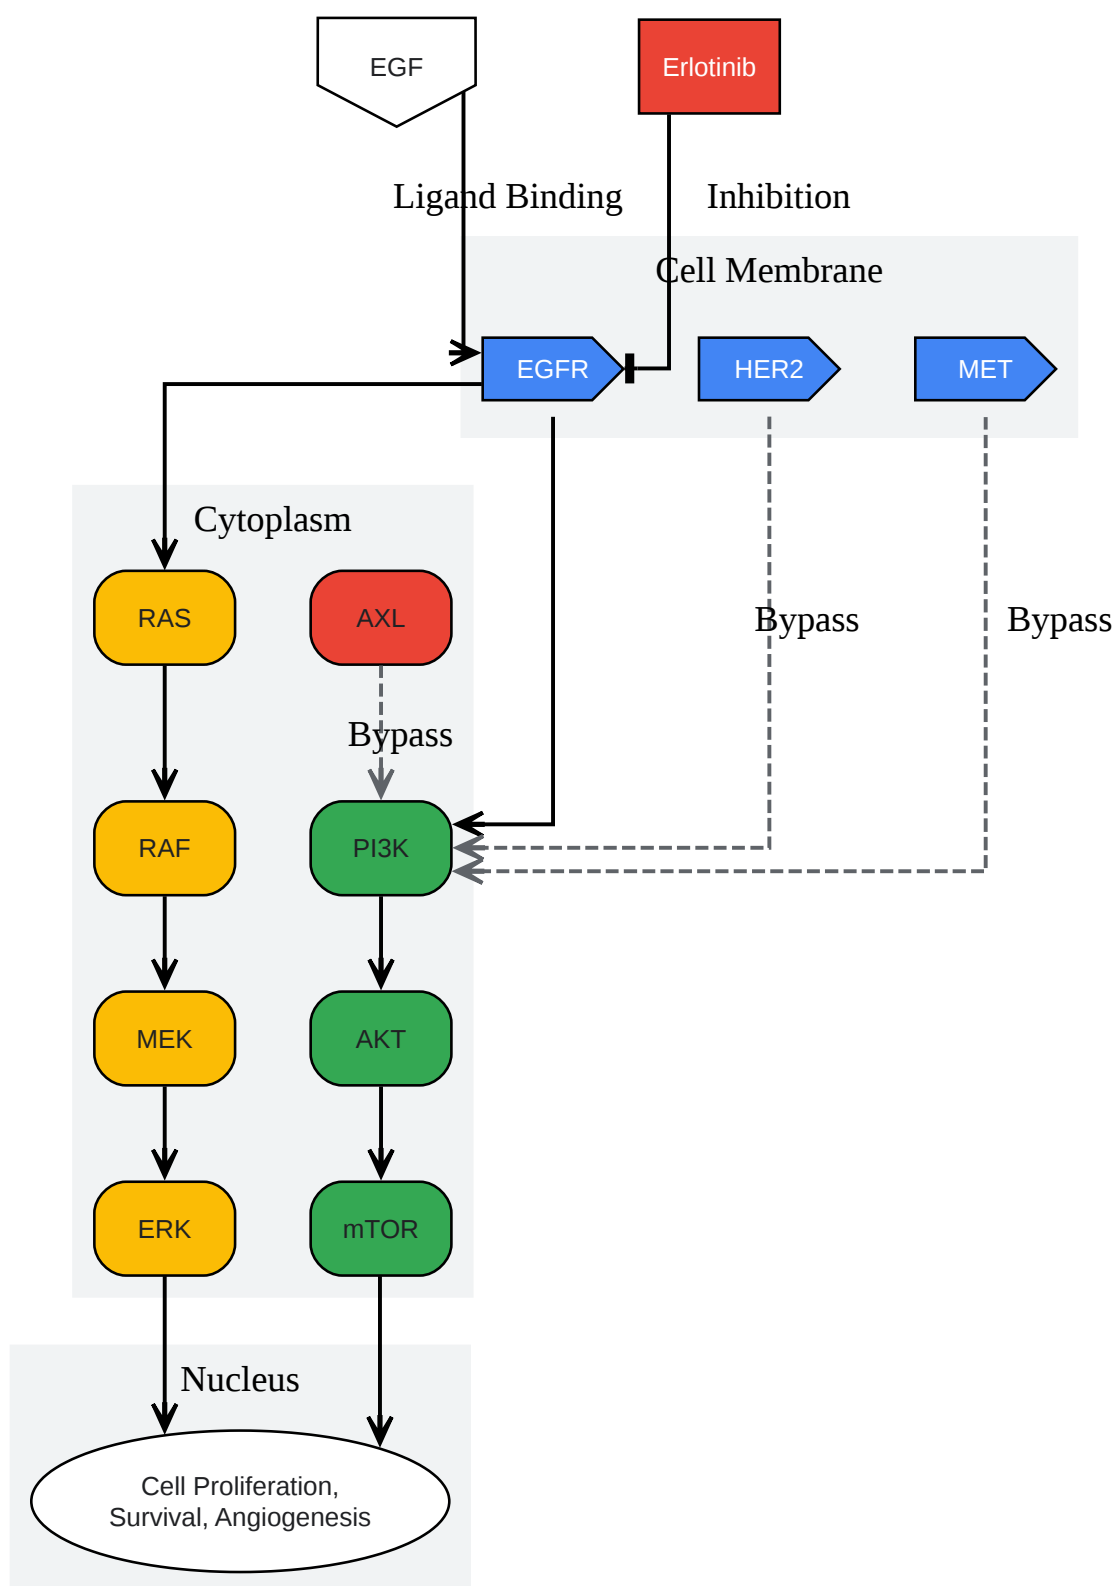 EGF
Erlotinib
Ligand Binding
Inhibition
Cell Membrane
EGFR
HER2
MET
Cytoplasm
RAS
AXL
Bypass
Bypass
Bypass
RAF
PI3K
MEK
AKT
ERK
mTOR
Nucleus
Cell Proliferation,
Survival, Angiogenesis